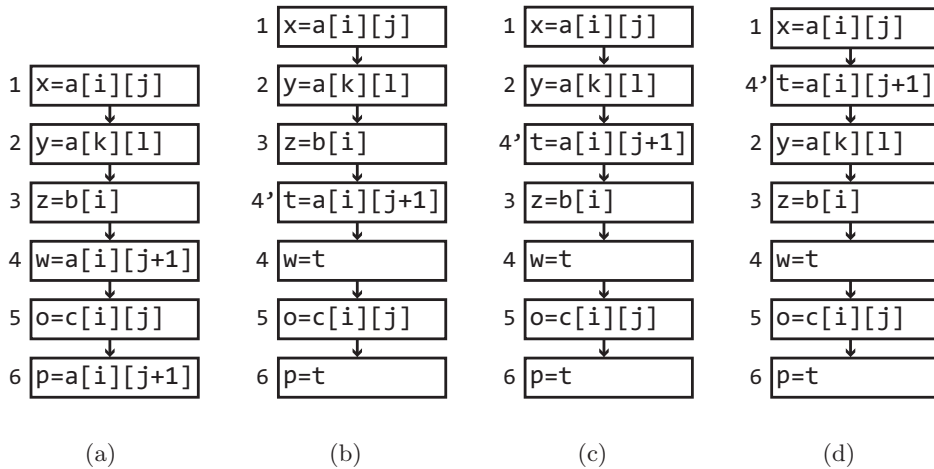 1 x=a[i][j]
2 y=a[k][l]
3 z=b[i]
4 w=a[i][j+1]
5 o=c[i][j]
6 p=a[i][j+1]
(a)
1 x=a[i][j]
2 y=a[k][l]
3 z=b[i]
4' t=a[i][j+1]
4 w=t
5 o=c[i][j]
6 p=t
(b)
1 x=a[i][j]
2 y=a[k][l]
4' t=a[i][j+1]
3 z=b[i]
4 w=t
5 o=c[i][j]
6 p=t
(c)
1 x=a[i][j]
4' t=a[i][j+1]
2 y=a[k][l]
3 z=b[i]
4 w=t
5 o=c[i][j]
6 p=t
(d)